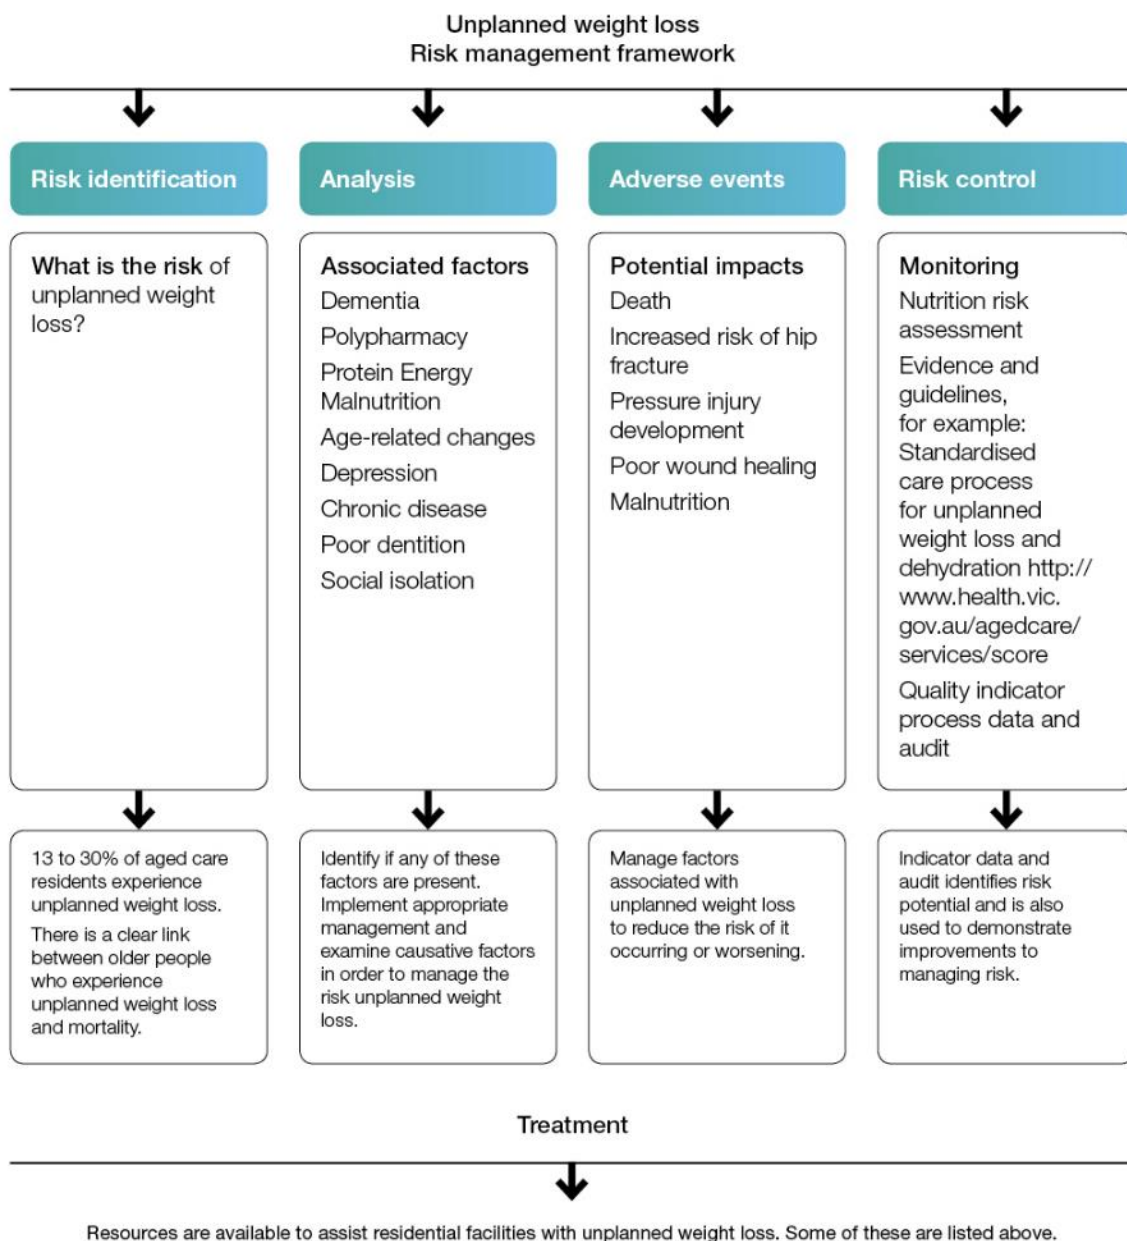 Unplanned weight loss
Risk management framework
Risk identification
What is the risk of
unplanned weight
loss?
13 to 30% of aged care
residents experience
unplanned weight loss.
There is a clear link
between older people
who experience
unplanned weight loss
and mortality.
Analysis
Associated factors
Dementia
Polypharmacy
Protein Energy
Malnutrition
Age-related changes
Depression
Chronic disease
Poor dentition
Social isolation
Identify if any of these
factors are present.
Implement appropriate
management and
examine causative factors
in order to manage the
risk unplanned weight
loss.
Adverse events
Potential impacts
Death
Increased risk of hip
fracture
Pressure injury
development
Poor wound healing
Malnutrition
Manage factors
associated with
unplanned weight loss
to reduce the risk of it
occurring or worsening.
Risk control
Monitoring
Nutrition risk
assessment
Evidence and
guidelines,
for example:
Standardised
care process
for unplanned
weight loss and
dehydration http://
www.health.vic.
gov.au/agedcare/
services/score
Quality indicator
process data and
audit
Indicator data and
audit identifies risk
potential and is also
used to demonstrate
improvements to
managing risk.
Treatment
Resources are available to assist residential facilities with unplanned weight loss. Some of these are listed above.